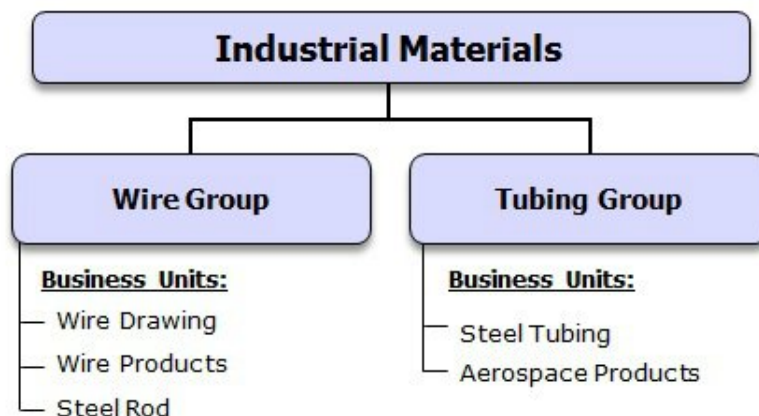 Industrial Materials
Wire Group
Business Units:
Wire Drawing
Wire Products
Steel Rod
Tubing Group
Business Units:
Steel Tubing
Aerospace Products